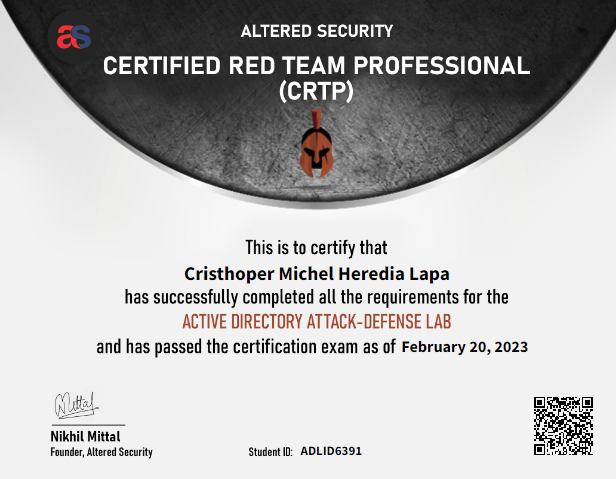 as
ALTERED SECURITY
CERTIFIED RED TEAM PROFESSIONAL
(CRTP)
This is to certify that
Cristhoper Michel Heredia Lapa
has successfully completed all the requirements for the
ACTIVE DIRECTORY ATTACK-DEFENSE LAB
and has passed the certification exam as of February 20, 2023
NMittal
Nikhil Mittal
Founder, Altered Security
Student ID: ADLID6391